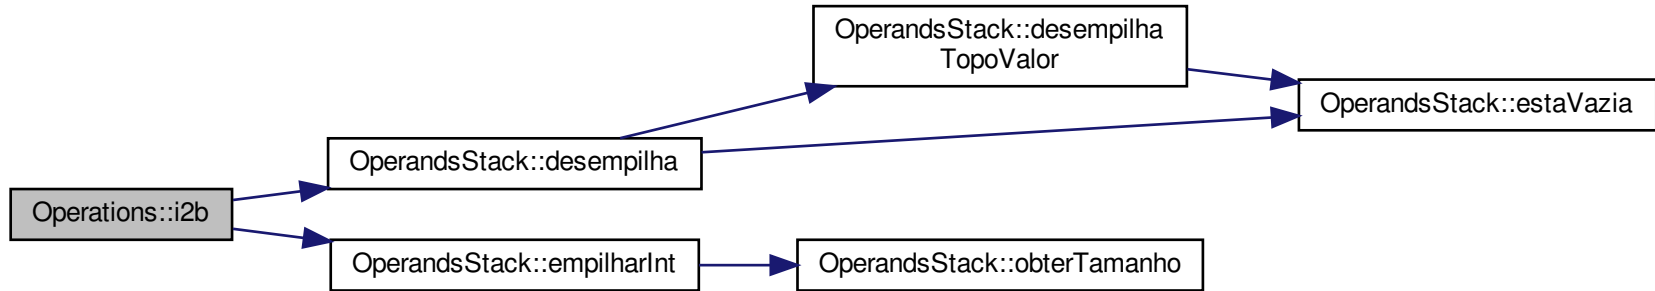 Operations::i2b
OperandsStack::desempilha
OperandsStack::desempilha
TopoValor
OperandsStack::estaVazia
OperandsStack::empilharInt
OperandsStack::obterTamanho